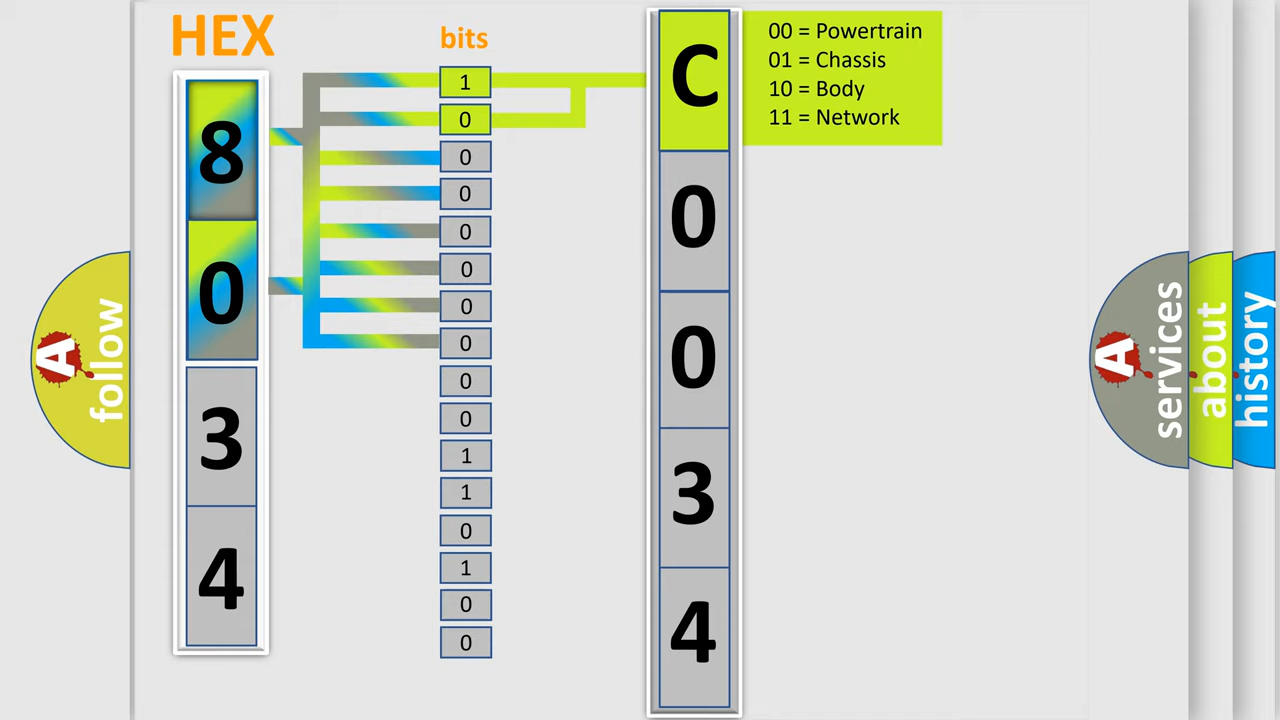 HEX
bits
8
0
3
4
1
0
0
0
0
0
0
0
0
0
1
1
0
1
0
0
C
0
0
3
4
00 = Powertrain
01 = Chassis
10 = Body
11 = Network
A
follow
A
services
about
history